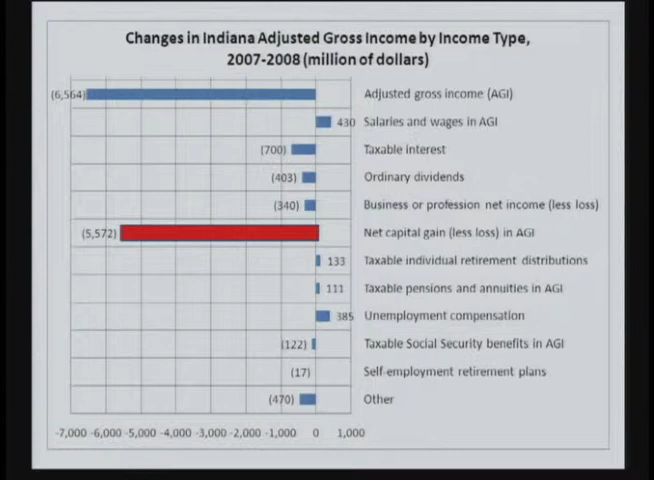 Changes in Indiana Adjusted Gross Income by Income Type,
2007-2008 (million of dollars)
(6,564) Adjusted gross income (AGI)
430 Salaries and wages in AGI
(700) Taxable interest
(403) Ordinary dividends
(340) Business or profession net income (less loss)
(5,572) Net capital gain (less loss) in AGI
133 Taxable individual retirement distributions
111 Taxable pensions and annuities in AGI
385 Unemployment compensation
(122) Taxable Social Security benefits in AGI
(17) Self-employment retirement plans
(470) Other
-7,000 -6,000 -5,000 -4,000 -3,000 -2,000 -1,000 0 1,000